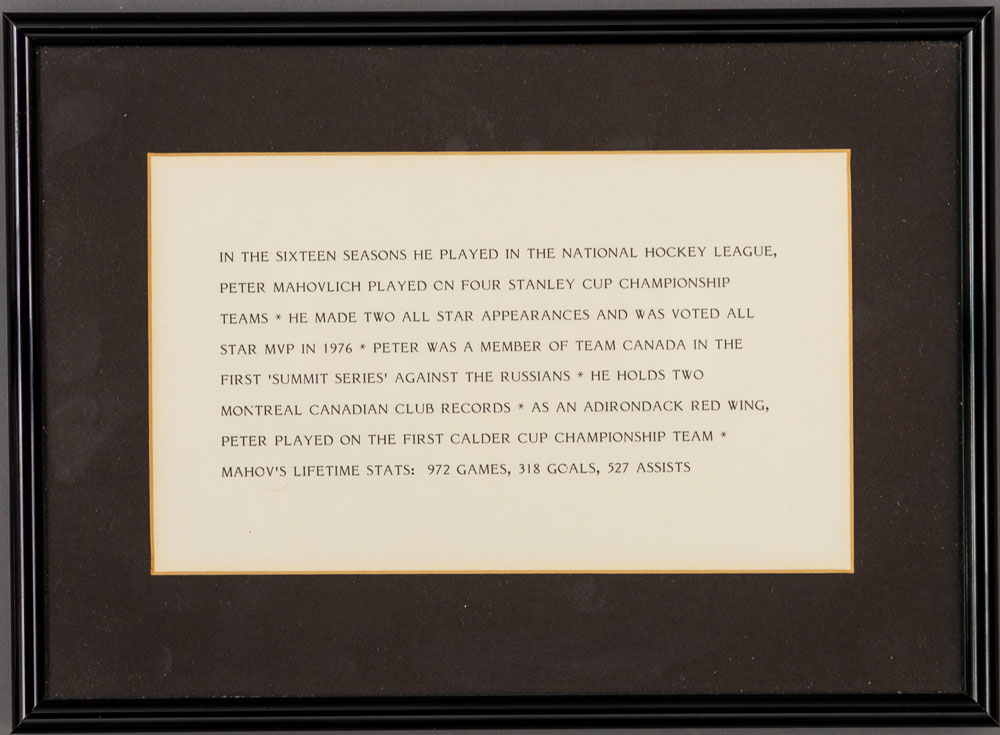 IN THE SIXTEEN SEASONS HE PLAYED IN THE NATIONAL HOCKEY LEAGUE,
PETER MAHOVLICH PLAYED ON FOUR STANLEY CUP CHAMPIONSHIP
TEAMS * HE MADE TWO ALL STAR APPEARANCES AND WAS VOTED ALL
STAR MVP IN 1976 * PETER WAS A MEMBER OF TEAM CANADA IN THE
FIRST 'SUMMIT SERIES' AGAINST THE RUSSIANS * HE HOLDS TWO
MONTREAL CANADIAN CLUB RECORDS * AS AN ADIRONDACK RED WING,
PETER PLAYED ON THE FIRST CALDER CUP CHAMPIONSHIP TEAM *
MAHOV'S LIFETIME STATS: 972 GAMES, 318 GOALS, 527 ASSISTS